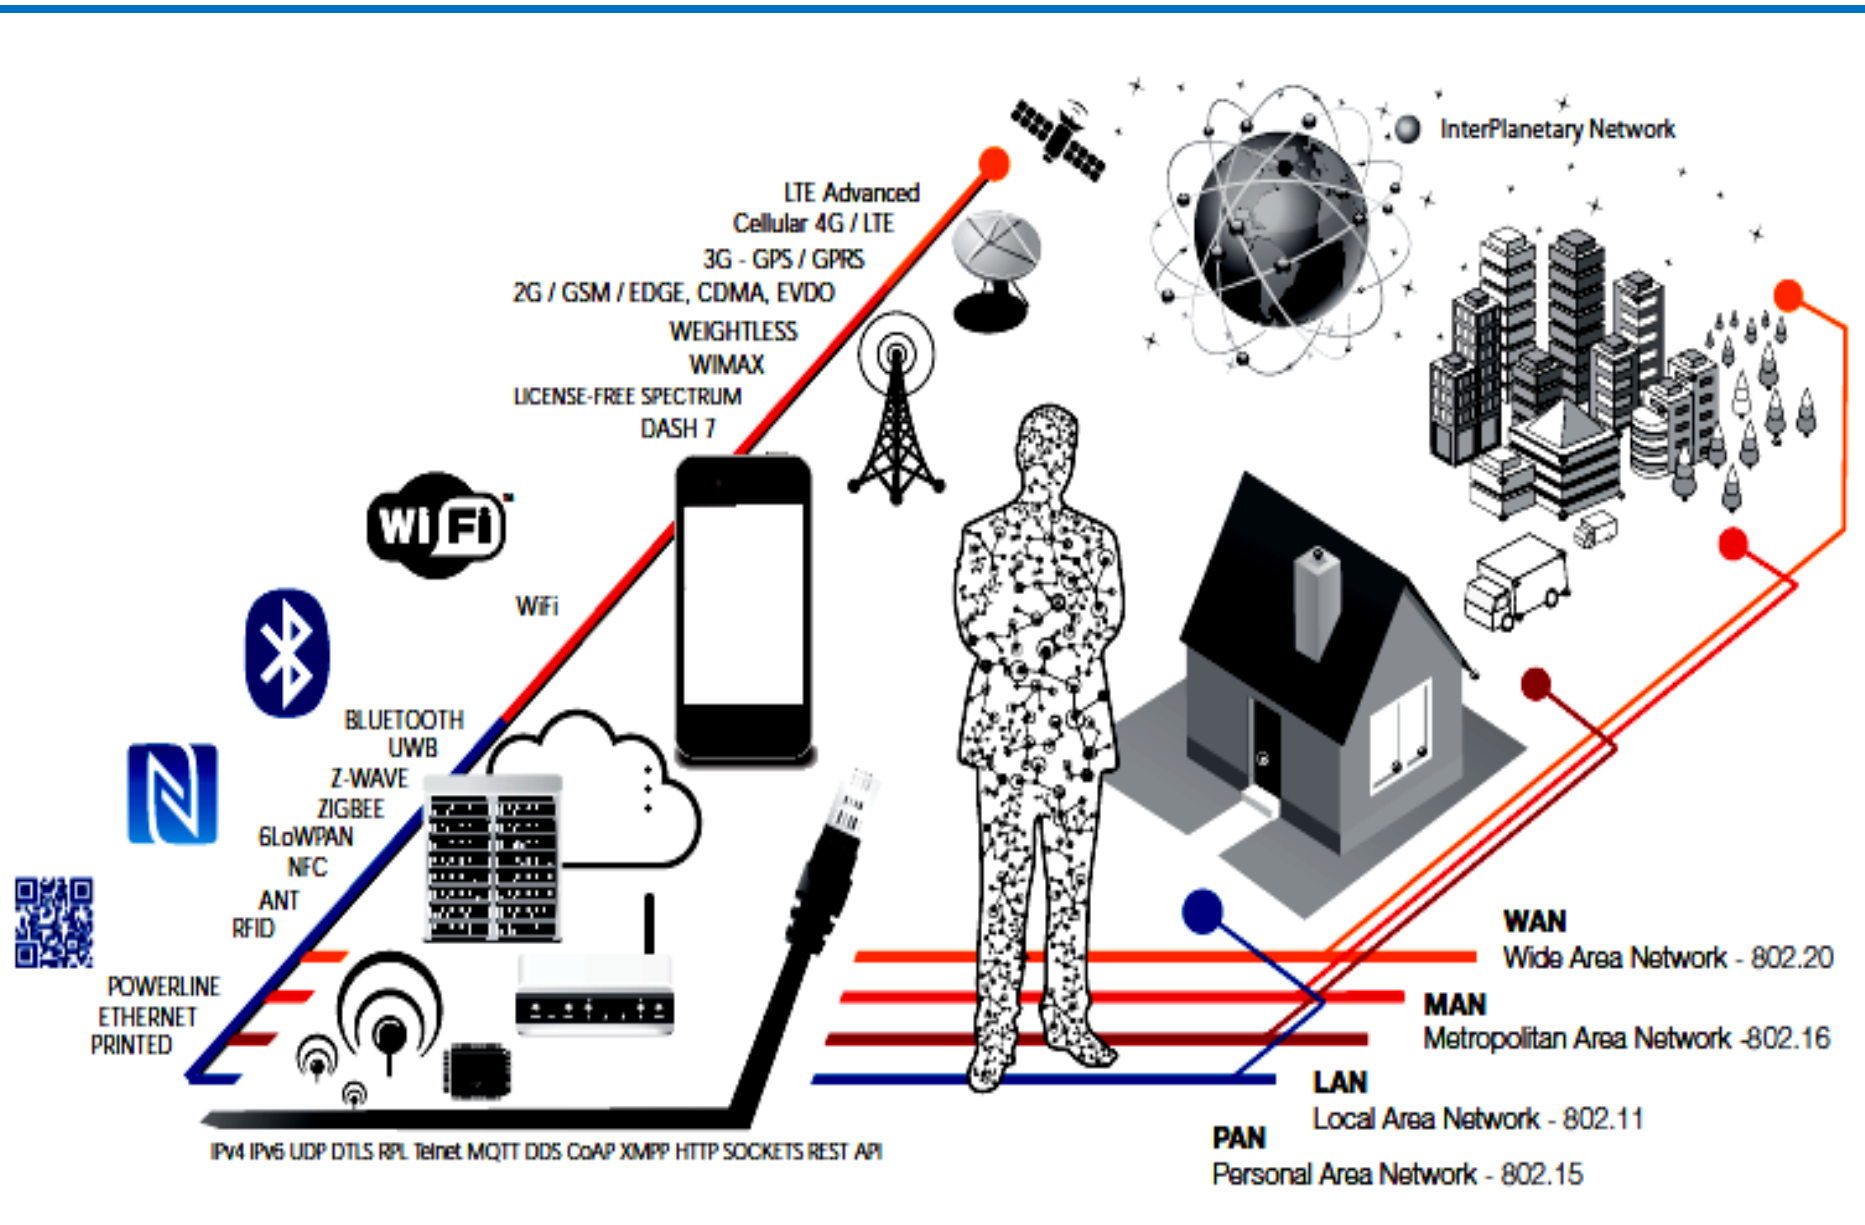 InterPlanetary Network
LTE Advanced
Cellular 4G / LTE
3G - GPS / GPRS
2G / GSM / EDGE, CDMA, EVDO
WEIGHTLESS
WIMAX
LICENSE-FREE SPECTRUM
DASH 7
WiFi
WiFi
BLUETOOTH
UWB
Z-WAVE
ZIGBEE
6LoWPAN
NFC
ANT
RFID
POWERLINE
ETHERNET
PRINTED
IPv4 IPv6 UDP DTLS RPL Telnet MQTT DDS CoAP XMPP HTTP SOCKETS REST API
WAN
Wide Area Network - 802.20
MAN
Metropolitan Area Network -802.16
LAN
Local Area Network - 802.11
PAN
Personal Area Network - 802.15